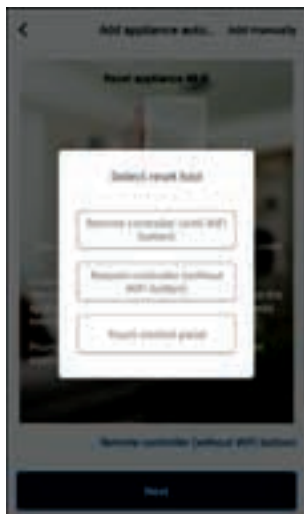 Add appliance auto... Add manually
Reset appliance Wi-Fi
Select reset tool
Remote controller (with WiFi
button)
Remote controller (without
WiFi button)
Touch control panel
Remote controller (without WiFi button)
Next